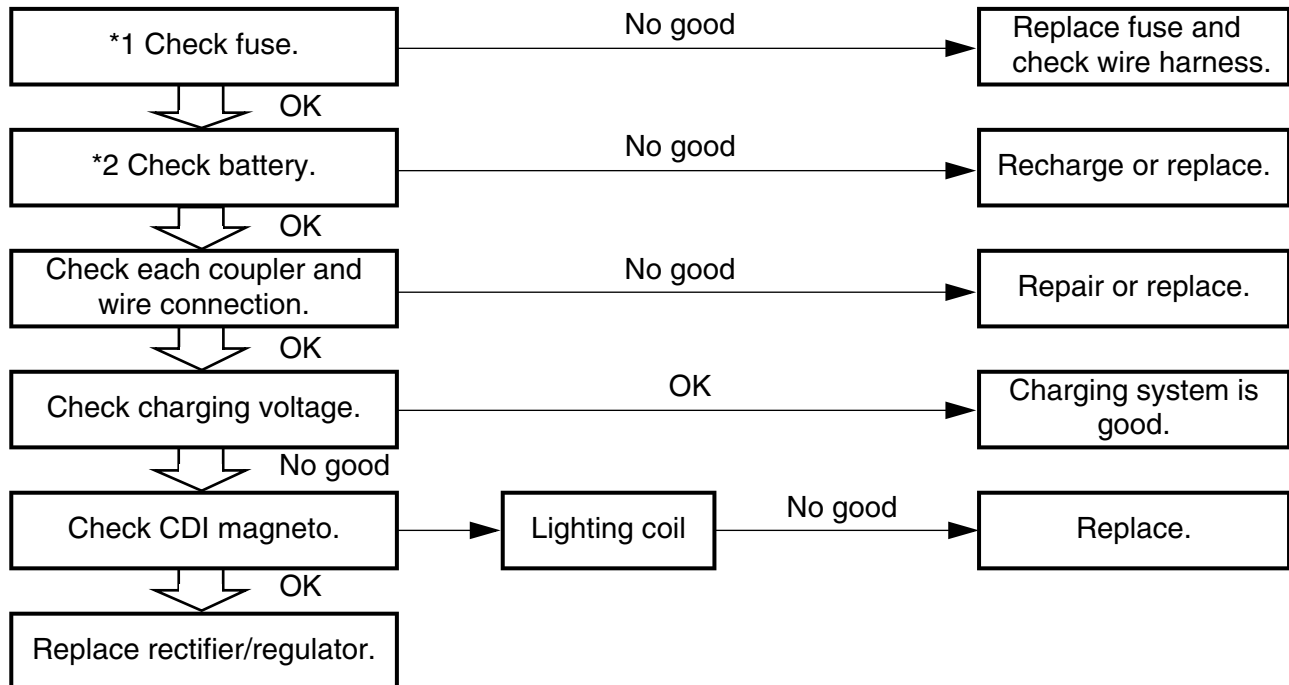 *1 Check fuse.
No good
Replace fuse and
check wire harness.
OK
*2 Check battery.
No good
Recharge or replace.
OK
Check each coupler and
wire connection.
No good
Repair or replace.
OK
Check charging voltage.
OK
Charging system is
good.
No good
Check CDI magneto.
Lighting coil
No good
Replace.
OK
Replace rectifier/regulator.